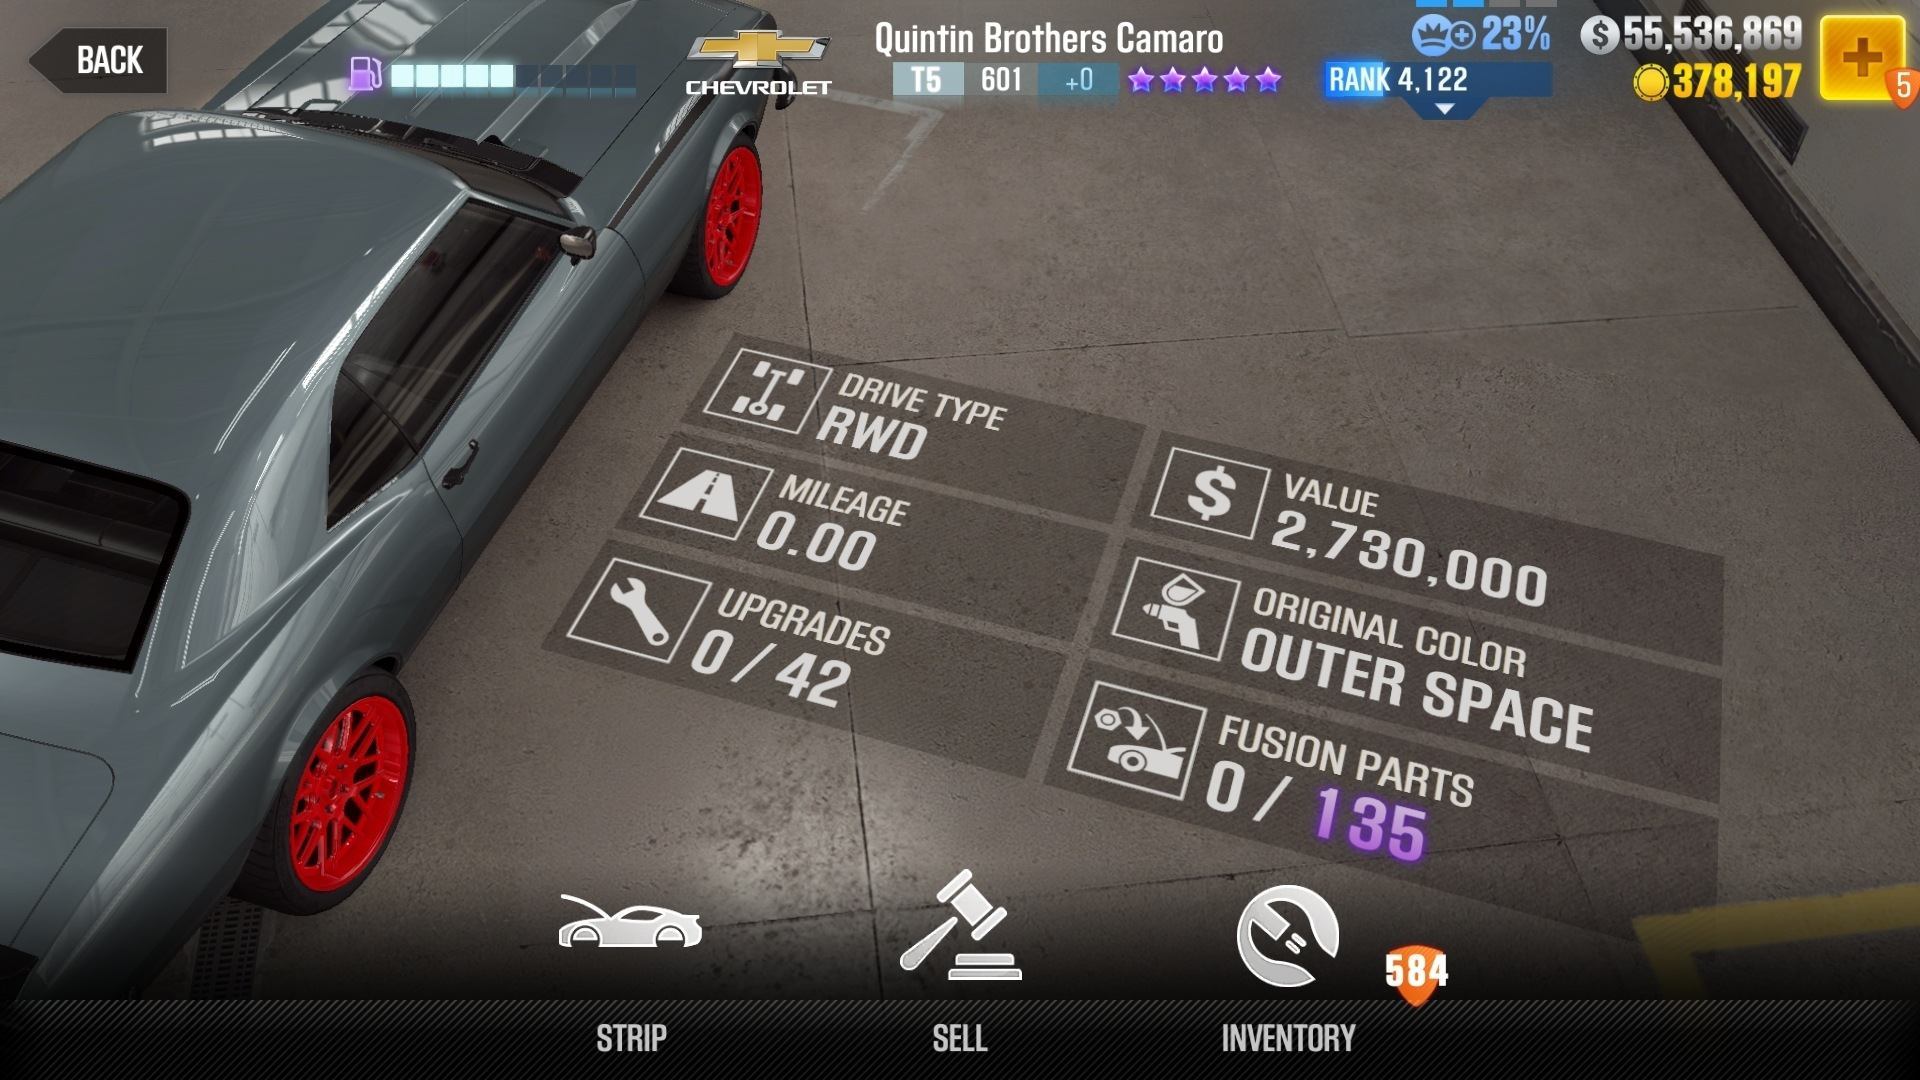 BACK
CHEVROLET
Quintin Brothers Camaro
T5 601 +0
23%
RANK 4,122
$ 55,536,869
378,197
5
DRIVE TYPE
RWD
MILEAGE
0.00
UPGRADES
0/42
$ VALUE
2,730,000
ORIGINAL COLOR
OUTER SPACE
FUSION PARTS
0/ 135
STRIP
SELL
INVENTORY
584